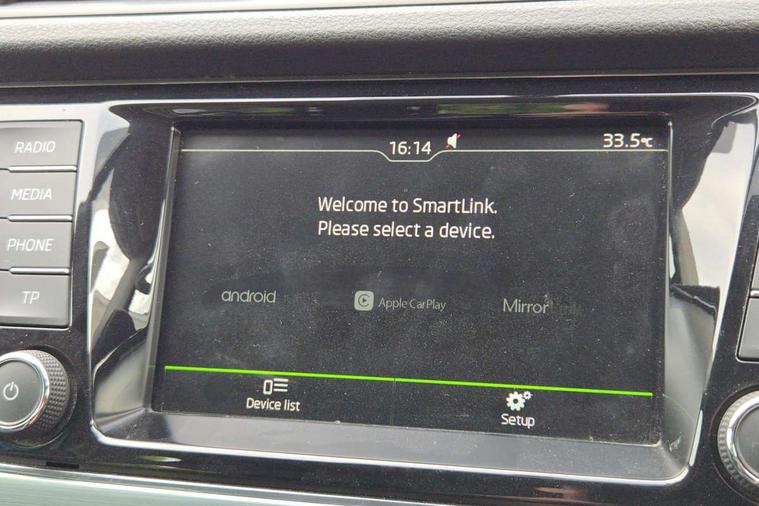 RADIO
MEDIA
PHONE
TP
16:14
33.5°C
Welcome to SmartLink.
Please select a device.
android
Apple CarPlay
Mirror
Device list
Setup